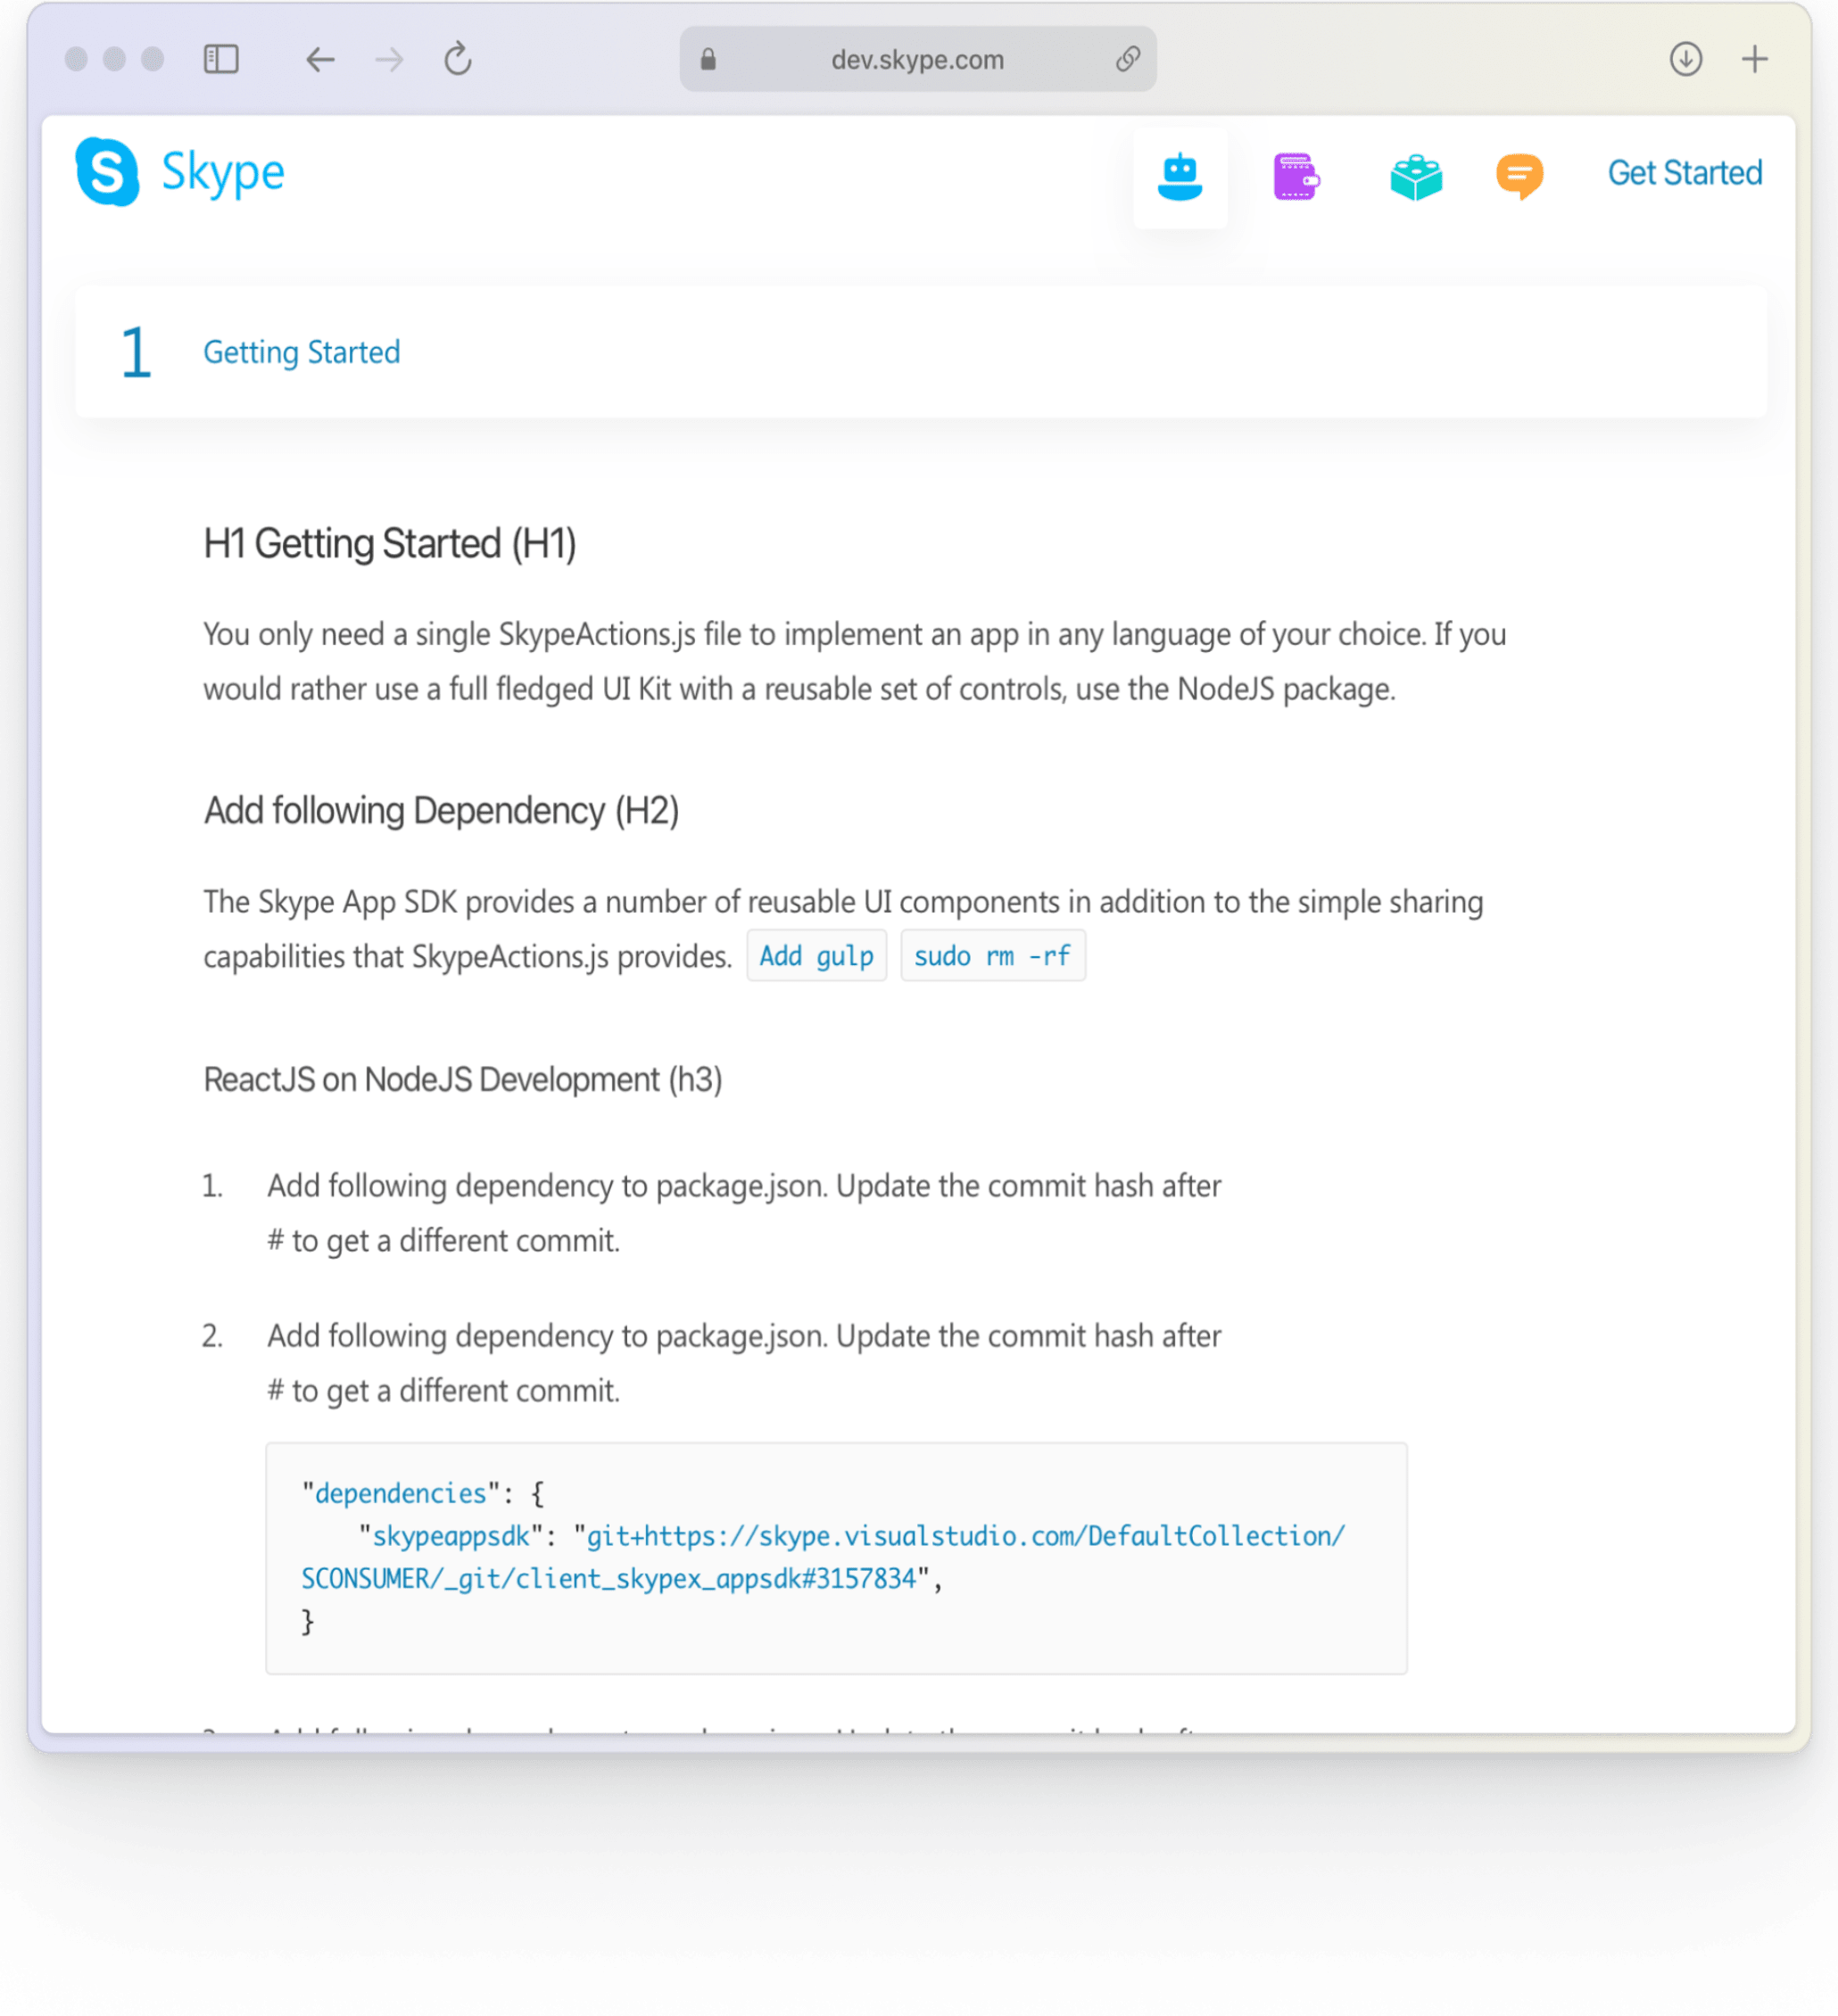 dev.skype.com
Skype
Get Started
1 Getting Started
H1 Getting Started (H1)
You only need a single SkypeActions.js file to implement an app in any language of your choice. If you
would rather use a full fledged UI Kit with a reusable set of controls, use the NodeJS package.
Add following Dependency (H2)
The Skype App SDK provides a number of reusable UI components in addition to the simple sharing
capabilities that SkypeActions.js provides. Add gulp sudo rm -rf
ReactJS on NodeJS Development (h3)
1. Add following dependency to package.json. Update the commit hash after
# to get a different commit.
2. Add following dependency to package.json. Update the commit hash after
# to get a different commit.
"dependencies": {
"skypeappsdk": "git+https://skype.visualstudio.com/DefaultCollection/
SCONSUMER/_git/client_skypex_appsdk#3157834",
}